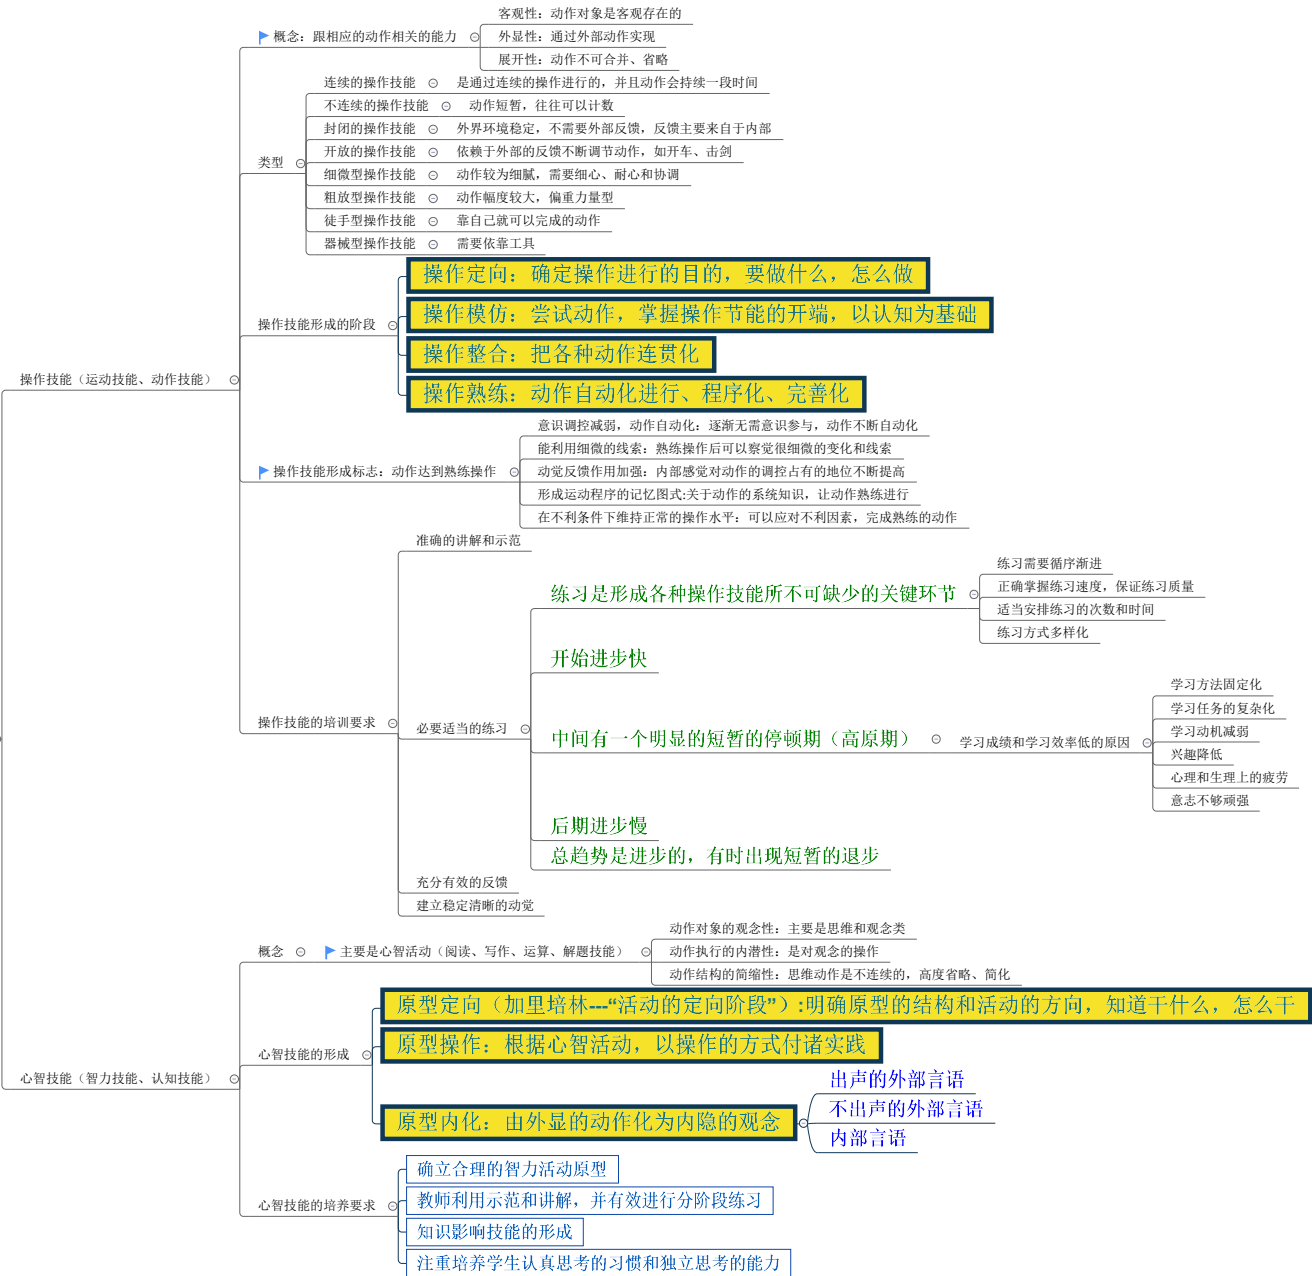 操作技能（运动技能、动作技能）
概念：跟相应的动作相关的能力
客观性：动作对象是客观存在的
外显性：通过外部动作实现
展开性：动作不可合并、省略
类型
连续的操作技能
是通过连续的操作进行的，并且动作会持续一段时间
不连续的操作技能
动作短暂，往往可以计数
封闭的操作技能
外界环境稳定，不需要外部反馈，反馈主要来自于内部
开放的操作技能
依赖于外部的反馈不断调节动作，如开车、击剑
细微型操作技能
动作较为细腻，需要细心、耐心和协调
粗放型操作技能
动作幅度较大，偏重力量型
徒手型操作技能
靠自己就可以完成的动作
器械型操作技能
需要依靠工具
操作技能形成的阶段
操作定向：确定操作进行的目的，要做什么，怎么做
操作模仿：尝试动作，掌握操作节能的开端，以认知为基础
操作整合：把各种动作连贯化
操作熟练：动作自动化进行、程序化、完善化
操作技能形成标志：动作达到熟练操作
意识调控减弱，动作自动化：逐渐无需意识参与，动作不断自动化
能利用细微的线索：熟练操作后可以察觉很细微的变化和线索
动觉反馈作用加强：内部感觉对动作的调控占有的地位不断提高
形成运动程序的记忆图式:关于动作的系统知识，让动作熟练进行
在不利条件下维持正常的操作水平：可以应对不利因素，完成熟练的动作
操作技能的培训要求
准确的讲解和示范
必要适当的练习
练习是形成各种操作技能所不可缺少的关键环节
练习需要循序渐进
正确掌握练习速度，保证练习质量
适当安排练习的次数和时间
练习方式多样化
开始进步快
中间有一个明显的短暂的停顿期（高原期）
学习成绩和学习效率低的原因
学习方法固定化
学习任务的复杂化
学习动机减弱
兴趣降低
心理和生理上的疲劳
意志不够顽强
后期进步慢
总趋势是进步的，有时出现短暂的退步
充分有效的反馈
建立稳定清晰的动觉
心智技能（智力技能、认知技能）
概念
主要是心智活动（阅读、写作、运算、解题技能）
动作对象的观念性：主要是思维和观念类
动作执行的内潜性：是对观念的操作
动作结构的简缩性：思维动作是不连续的，高度省略、简化
心智技能的形成
原型定向（加里培林---“活动的定向阶段”）:明确原型的结构和活动的方向，知道干什么，怎么干
原型操作：根据心智活动，以操作的方式付诸实践
原型内化：由外显的动作化为内隐的观念
出声的外部言语
不出声的外部言语
内部言语
心智技能的培养要求
确立合理的智力活动原型
教师利用示范和讲解，并有效进行分阶段练习
知识影响技能的形成
注重培养学生认真思考的习惯和独立思考的能力